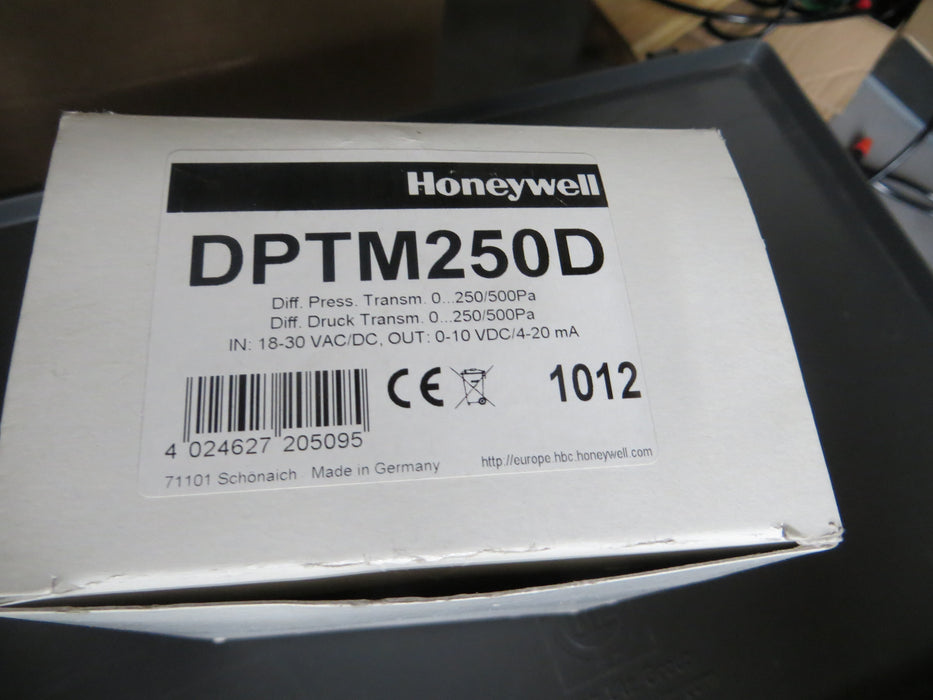 Honeywell
DPTM250D
Diff. Press. Transm. 0...250/500Pa
Diff. Druck Transm. 0...250/500Pa
IN: 18-30 VAC/DC, OUT: 0-10 VDC/4-20 mA
CE 1012
4 024627 205095
71101 Schönaich Made in Germany http://europe.hbc.honeywell.com